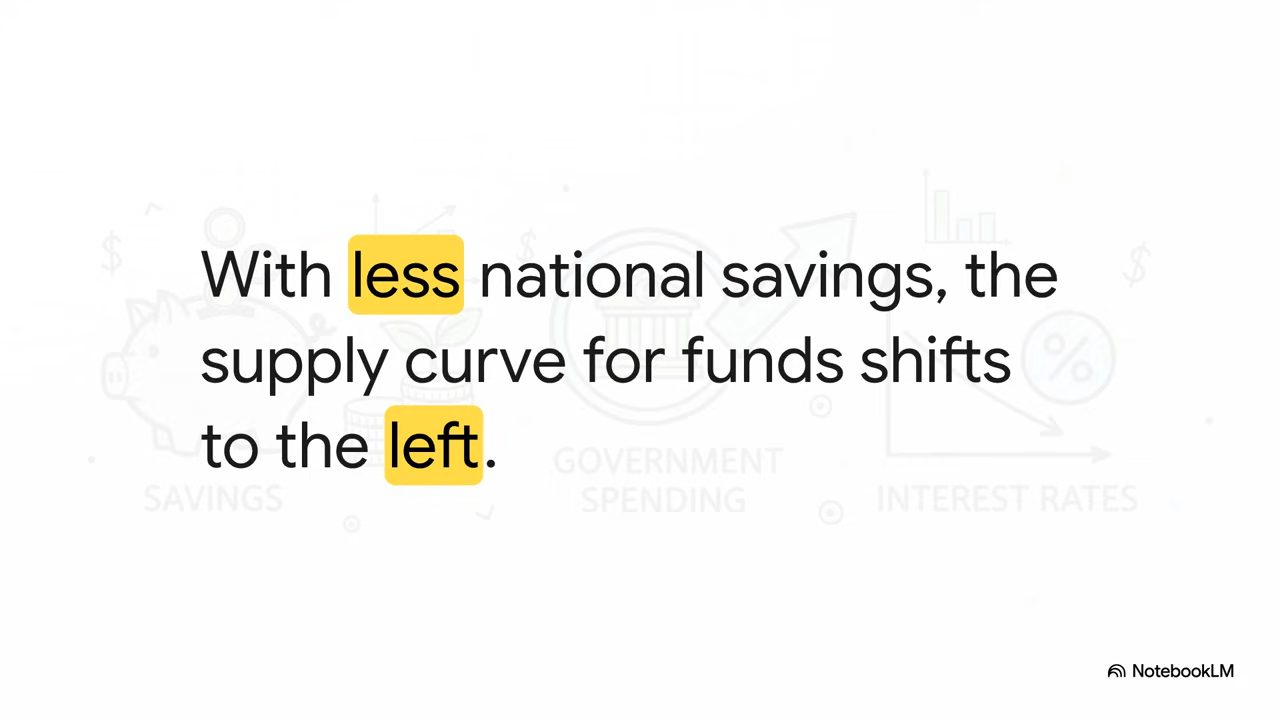 With less national savings, the
supply curve for funds shifts
to the left.
SAVINGS
GOVERNMENT
SPENDING
INTEREST RATES
$
$
$
%
NotebookLM